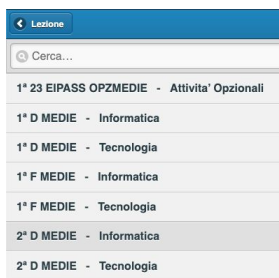 Lezione
Cerca...
1ª 23 EIPASS OPZMEDIE - Attivita' Opzionali
1ª D MEDIE - Informatica
1ª D MEDIE - Tecnologia
1ª F MEDIE - Informatica
1ª F MEDIE - Tecnologia
2ª D MEDIE - Informatica
2ª D MEDIE - Tecnologia